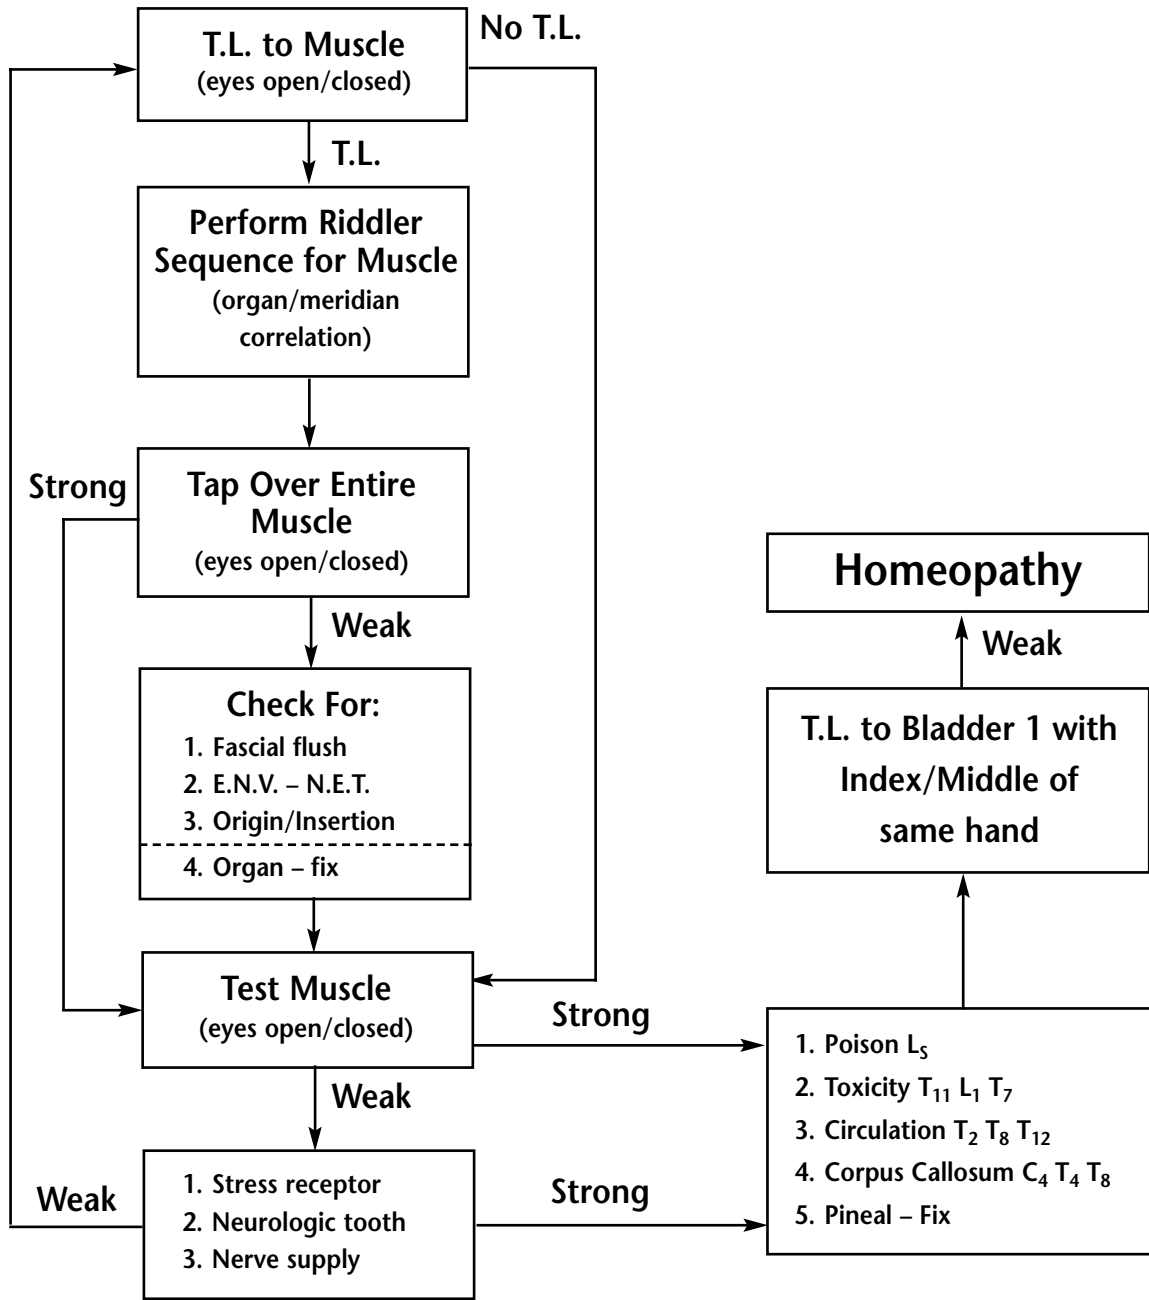 T.L. to Muscle
(eyes open/closed)
No T.L.
T.L.
Perform Riddler
Sequence for Muscle
(organ/meridian
correlation)
Strong
Tap Over Entire
Muscle
(eyes open/closed)
Weak
Check For:
1. Fascial flush
2. E.N.V. – N.E.T.
3. Origin/Insertion
4. Organ – fix
Test Muscle
(eyes open/closed)
Strong
Weak
Weak
1. Stress receptor
2. Neurologic tooth
3. Nerve supply
Strong
1. Poison L₅
2. Toxicity T₁₁ L₁ T₇
3. Circulation T₂ T₈ T₁₂
4. Corpus Callosum C₄ T₄ T₈
5. Pineal – Fix
T.L. to Bladder 1 with
Index/Middle of
same hand
Weak
Homeopathy